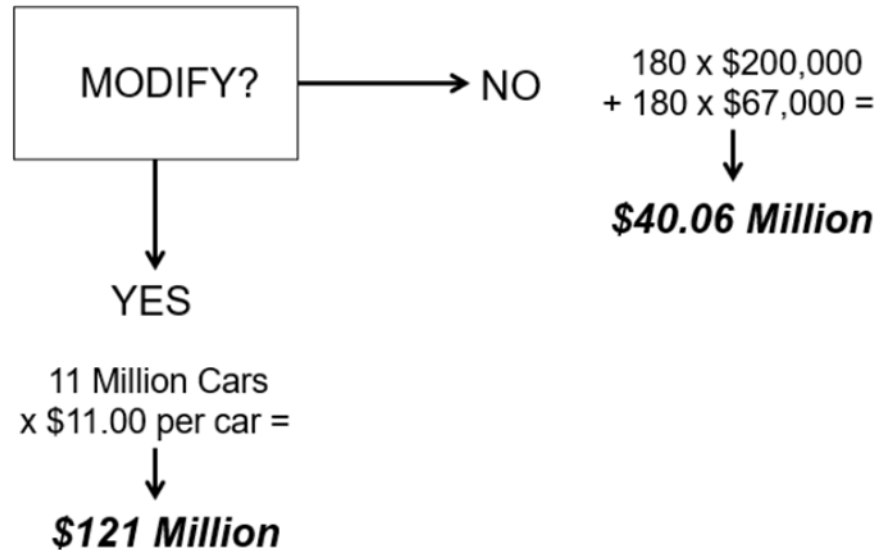 MODIFY?
NO
180 x $200,000
+ 180 x $67,000 =
$40.06 Million
YES
11 Million Cars
x $11.00 per car =
$121 Million